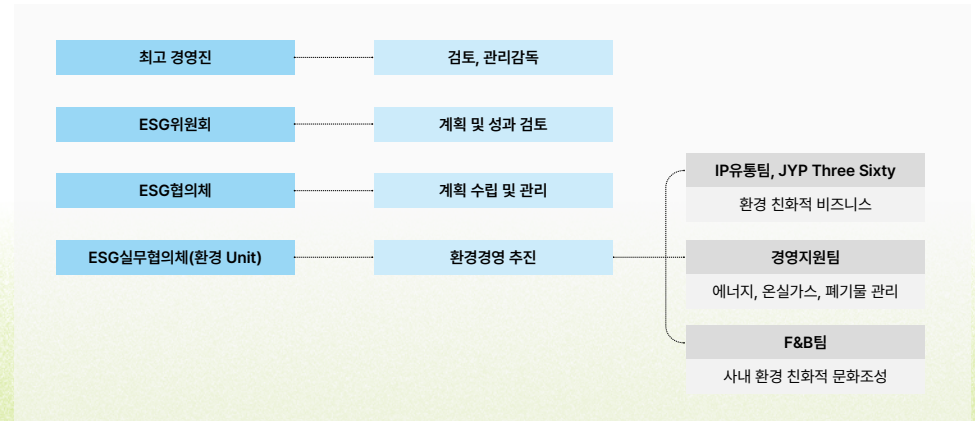 최고 경영진
검토, 관리감독
ESG위원회
계획 및 성과 검토
ESG협의체
계획 수립 및 관리
ESG실무협의체(환경 Unit)
환경경영 추진
IP유통팀, JYP Three Sixty
환경 친화적 비즈니스
경영지원팀
에너지, 온실가스, 폐기물 관리
F&B팀
사내 환경 친화적 문화조성